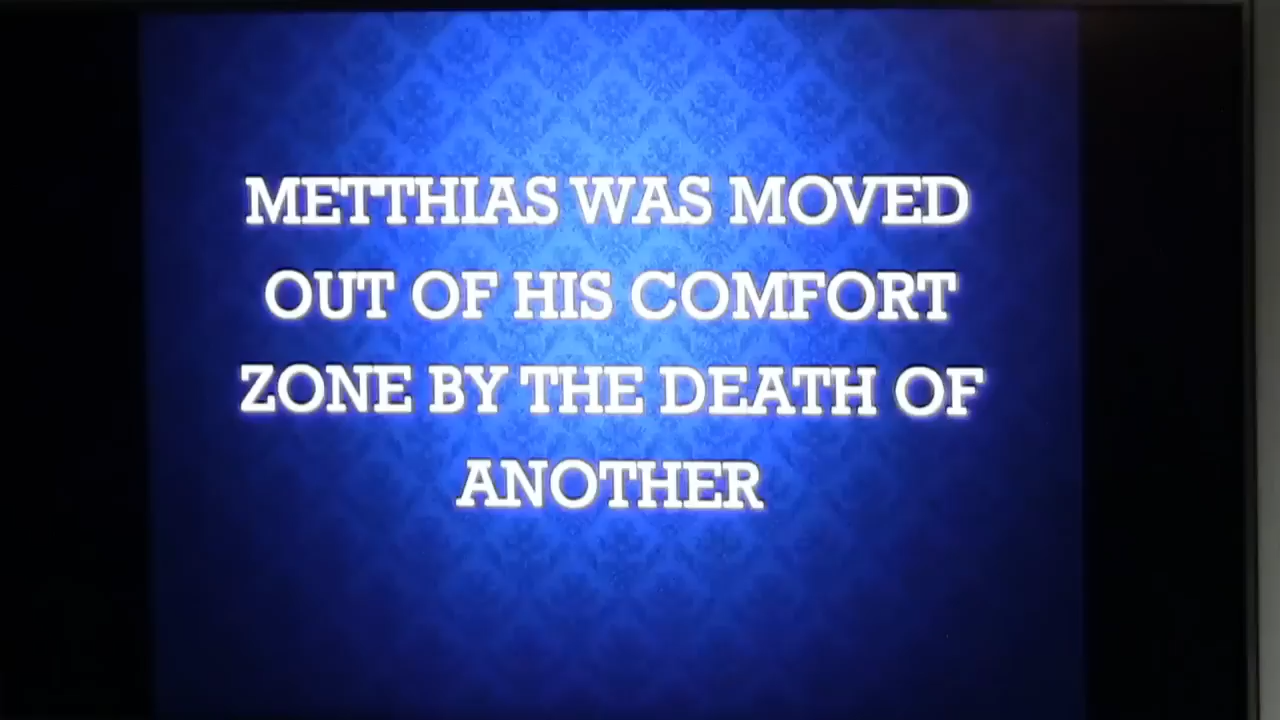 METTHIAS WAS MOVED
OUT OF HIS COMFORT
ZONE BY THE DEATH OF
ANOTHER